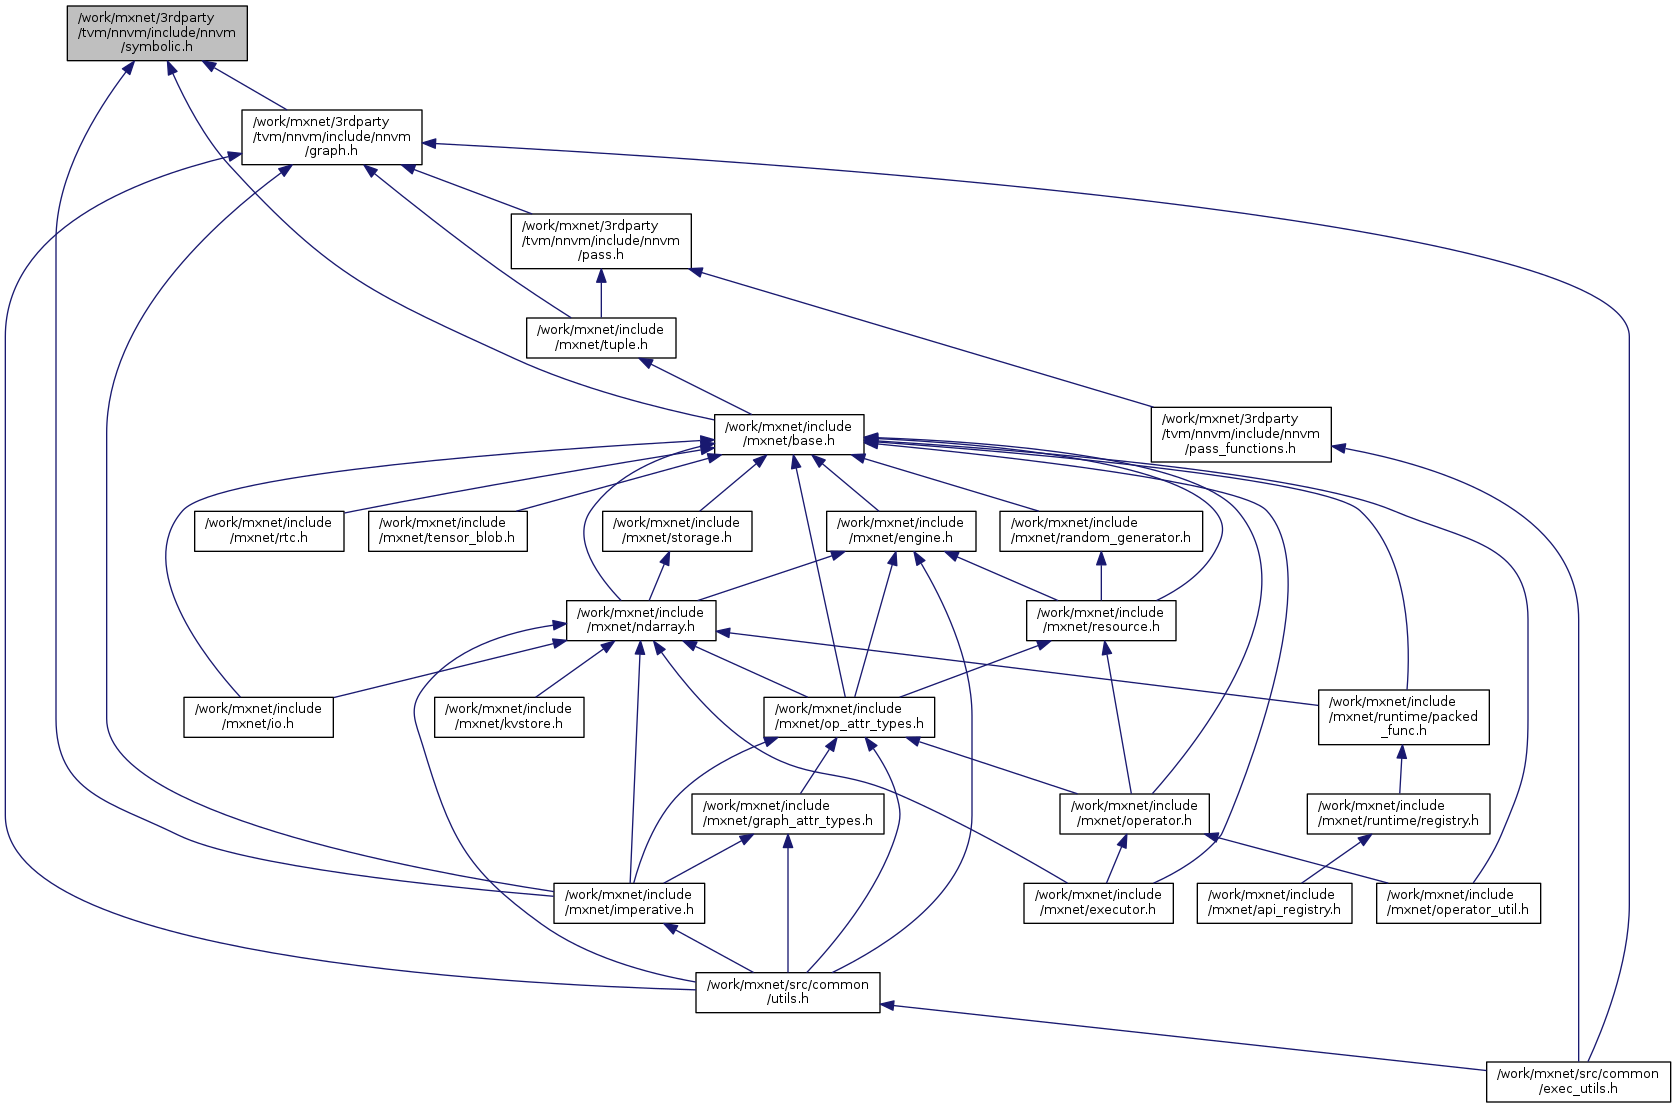 /work/mxnet/3rdparty
/tvm/nnvm/include/nnvm
/symbolic.h
/work/mxnet/3rdparty
/tvm/nnvm/include/nnvm
/graph.h
/work/mxnet/3rdparty
/tvm/nnvm/include/nnvm
/pass.h
/work/mxnet/include
/mxnet/tuple.h
/work/mxnet/include
/mxnet/base.h
/work/mxnet/3rdparty
/tvm/nnvm/include/nnvm
/pass_functions.h
/work/mxnet/include
/mxnet/rtc.h
/work/mxnet/include
/mxnet/tensor_blob.h
/work/mxnet/include
/mxnet/storage.h
/work/mxnet/include
/mxnet/engine.h
/work/mxnet/include
/mxnet/random_generator.h
/work/mxnet/include
/mxnet/ndarray.h
/work/mxnet/include
/mxnet/resource.h
/work/mxnet/include
/mxnet/io.h
/work/mxnet/include
/mxnet/kvstore.h
/work/mxnet/include
/mxnet/op_attr_types.h
/work/mxnet/include
/mxnet/runtime/packed
_func.h
/work/mxnet/include
/mxnet/graph_attr_types.h
/work/mxnet/include
/mxnet/operator.h
/work/mxnet/include
/mxnet/runtime/registry.h
/work/mxnet/include
/mxnet/imperative.h
/work/mxnet/include
/mxnet/executor.h
/work/mxnet/include
/mxnet/api_registry.h
/work/mxnet/include
/mxnet/operator_util.h
/work/mxnet/src/common
/utils.h
/work/mxnet/src/common
/exec_utils.h